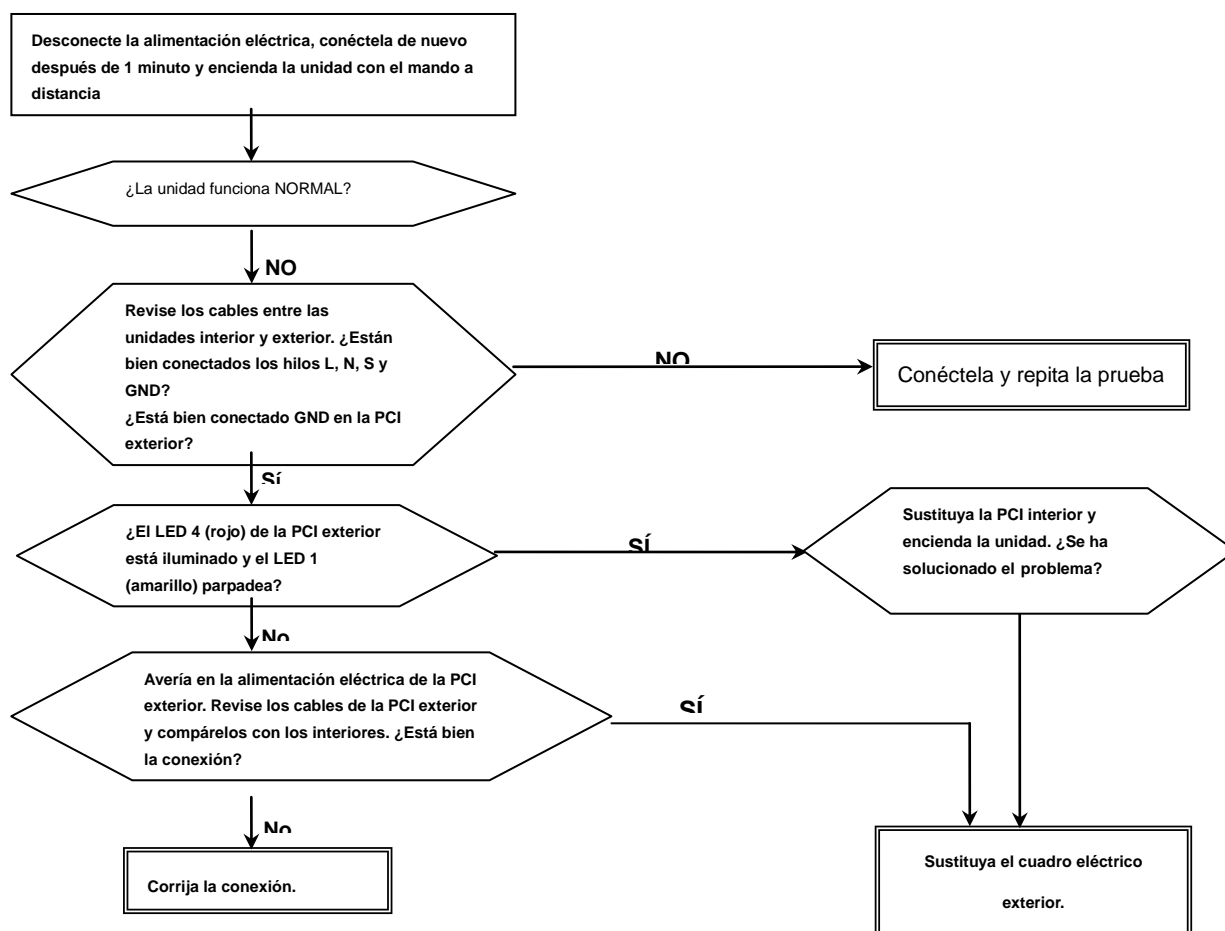 Desconecte la alimentación eléctrica, conéctela de nuevo
después de 1 minuto y encienda la unidad con el mando a
distancia
¿La unidad funciona NORMAL?
NO
Revise los cables entre las
unidades interior y exterior. ¿Están
bien conectados los hilos L, N, S y
GND?
¿Está bien conectado GND en la PCI
exterior?
NO
Conéctela y repita la prueba
Sí
¿El LED 4 (rojo) de la PCI exterior
está iluminado y el LED 1
(amarillo) parpadea?
SÍ
Sustituya la PCI interior y
encienda la unidad. ¿Se ha
solucionado el problema?
No
Avería en la alimentación eléctrica de la PCI
exterior. Revise los cables de la PCI exterior
y compárelos con los interiores. ¿Está bien
la conexión?
SÍ
No
Corrija la conexión.
Sustituya el cuadro eléctrico
exterior.